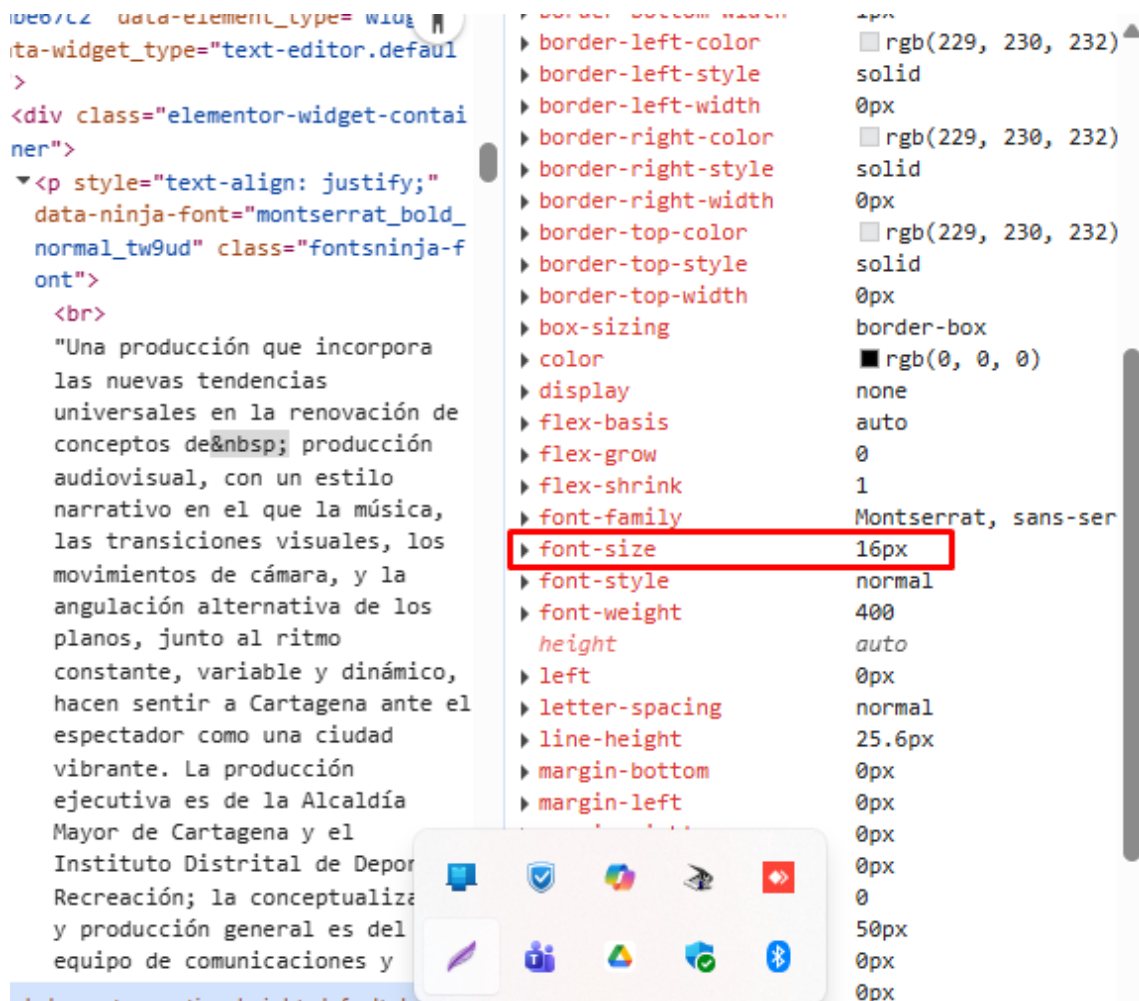 data-element_type="widg
ta-widget_type="text-editor.defaul
">
<div class="elementor-widget-contai
ner">
<p style="text-align: justify;"
data-ninja-font="montserrat_bold_
normal_tw9ud" class="fontsninja-f
ont">
<br>
"Una producción que incorpora
las nuevas tendencias
universales en la renovación de
conceptos de&nbsp; producción
audiovisual, con un estilo
narrativo en el que la música,
las transiciones visuales, los
movimientos de cámara, y la
angulación alternativa de los
planos, junto al ritmo
constante, variable y dinámico,
hacen sentir a Cartagena ante el
espectador como una ciudad
vibrante. La producción
ejecutiva es de la Alcaldía
Mayor de Cartagena y el
Instituto Distrital de Depor
Recreación; la conceptualiza
y producción general es del
equipo de comunicaciones y
border-bottom-width 1px
border-left-color rgb(229, 230, 232)
border-left-style solid
border-left-width 0px
border-right-color rgb(229, 230, 232)
border-right-style solid
border-right-width 0px
border-top-color rgb(229, 230, 232)
border-top-style solid
border-top-width 0px
box-sizing border-box
color rgb(0, 0, 0)
display none
flex-basis auto
flex-grow 0
flex-shrink 1
font-family Montserrat, sans-ser
font-size 16px
font-style normal
font-weight 400
height auto
left 0px
letter-spacing normal
line-height 25.6px
margin-bottom 0px
margin-left 0px
0px
0px
0
50px
0px
0px